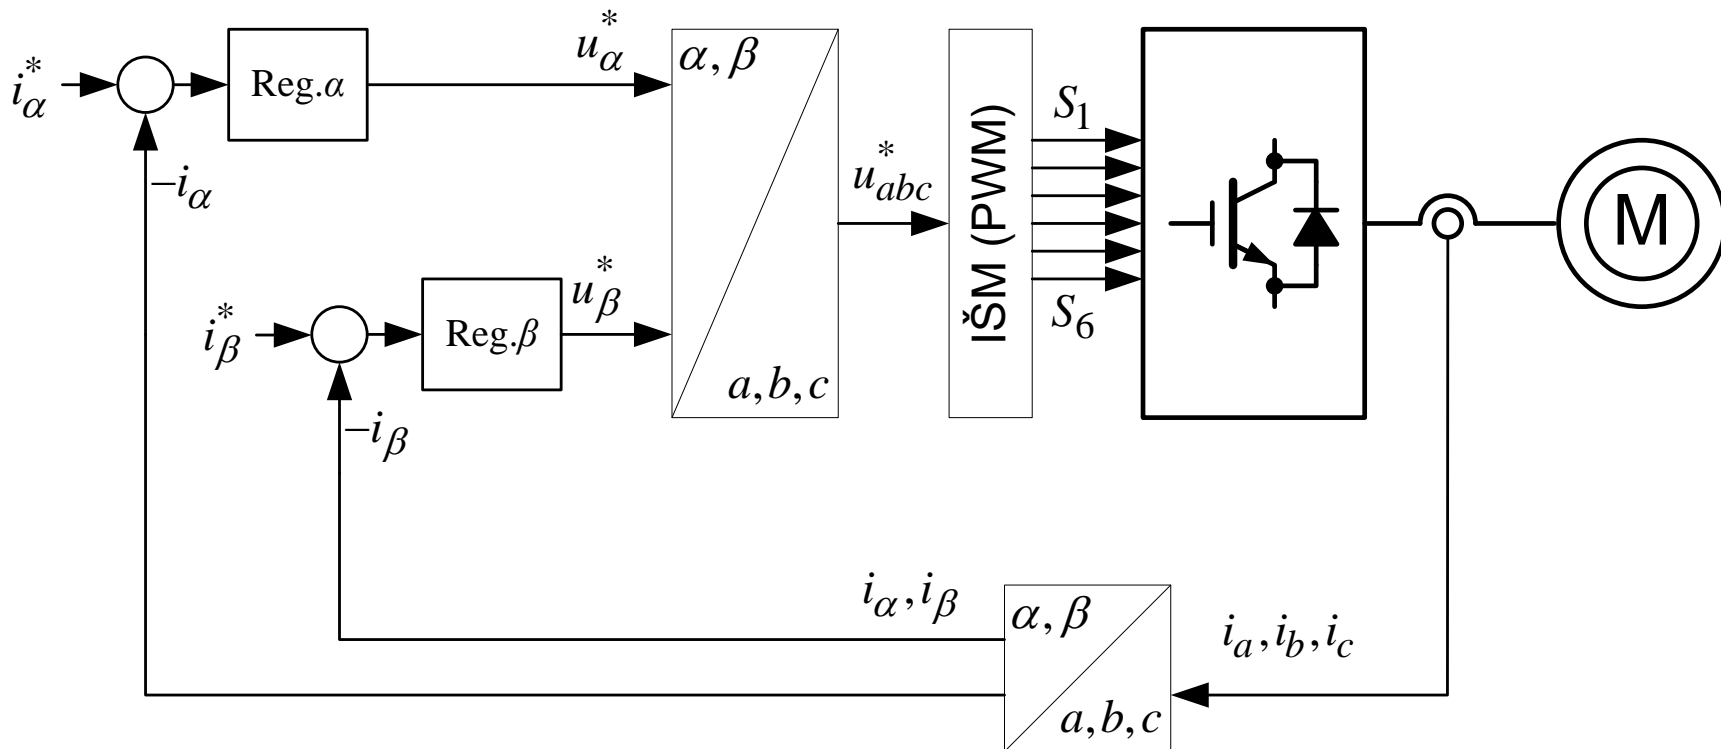 i*α
Reg.α
u*α
α, β
a,b,c
−iα
i*β
Reg.β
u*β
−iβ
u*abc
IŠM (PWM)
S1
S6
M
iα,iβ
α, β
a,b,c
ia,ib,ic